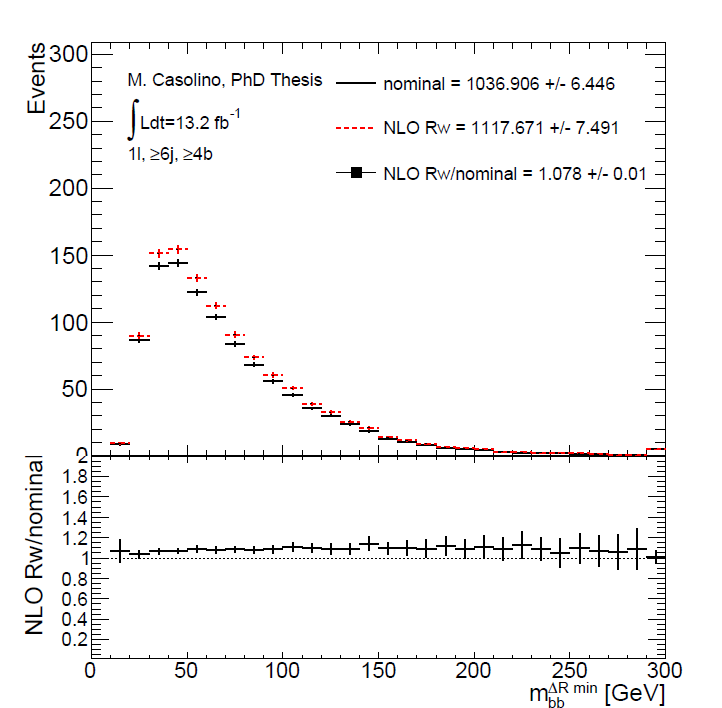 Events
300
250
200
150
100
50
M. Casolino, PhD Thesis
∫Ldt=13.2 fb-1
1l, ≥6j, ≥4b
nominal = 1036.906 +/- 6.446
NLO Rw = 1117.671 +/- 7.491
NLO Rw/nominal = 1.078 +/- 0.01
NLO Rw/nominal
2
1.8
1.6
1.4
1.2
1
0.8
0.6
0.4
0.2
0 50 100 150 200 250 300
m_bb^ΔR min [GeV]